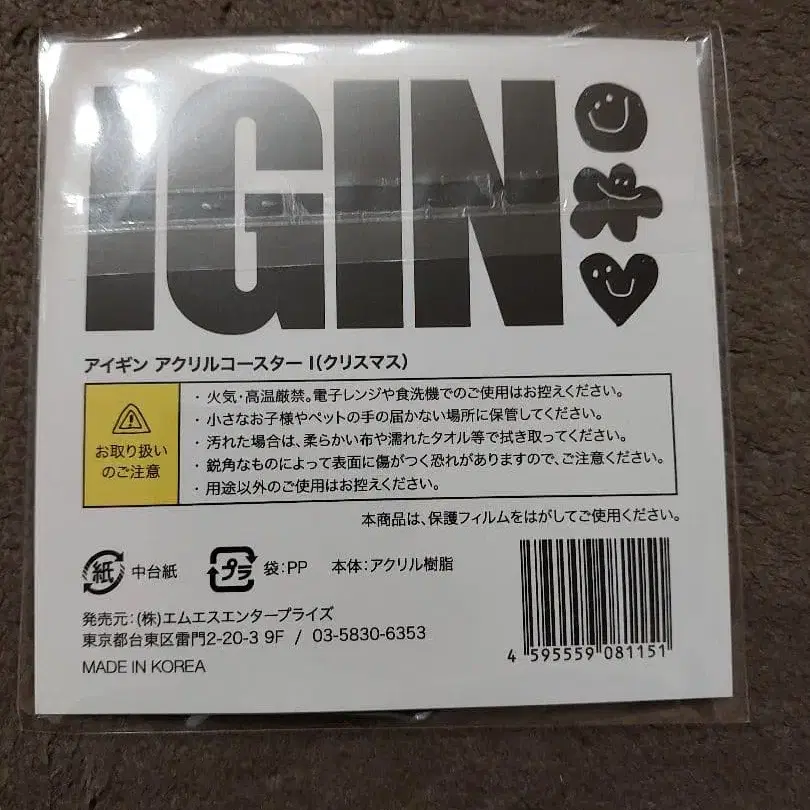 IGIN
アイギン アクリルコースター I(クリスマス)
お取り扱い
のご注意
・火気・高温厳禁。電子レンジや食洗機でのご使用はお控えください。
・小さなお子様やペットの手の届かない場所に保管してください。
・汚れた場合は、柔らかい布や濡れたタオル等で拭き取ってください。
・鋭角なものによって表面に傷がつく恐れがありますので、ご注意ください。
・用途以外のご使用はお控えください。
本商品は、保護フィルムをはがしてご使用ください。
紙 中台紙 プラ 袋:PP 本体:アクリル樹脂
発売元:(株)エムエスエンタープライズ
東京都台東区雷門2-20-3 9F / 03-5830-6353
MADE IN KOREA
4 595559 081151